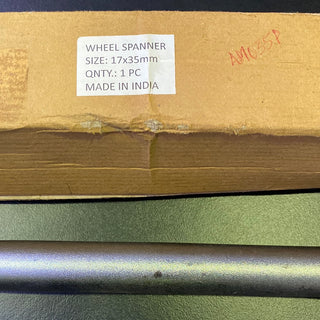 WHEEL SPANNER
SIZE: 17x35mm
QNTY.: 1 PC
MADE IN INDIA